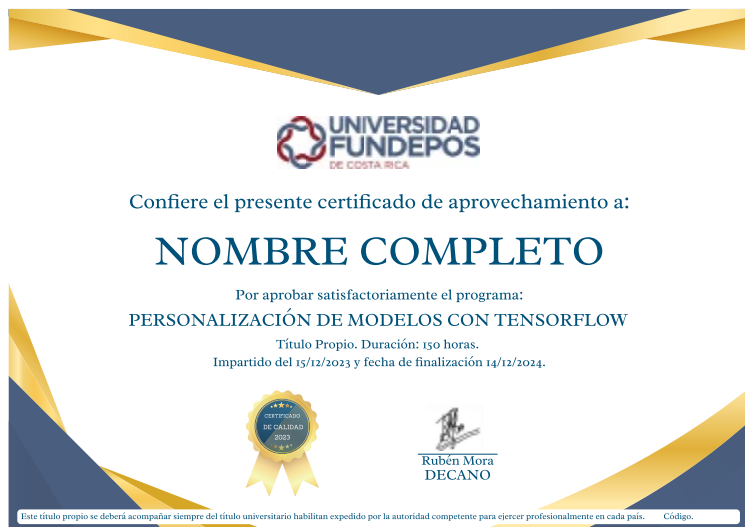 UNIVERSIDAD
FUNDEPOS
DE COSTA RICA
Confiere el presente certificado de aprovechamiento a:
NOMBRE COMPLETO
Por aprobar satisfactoriamente el programa:
PERSONALIZACIÓN DE MODELOS CON TENSORFLOW
Título Propio. Duración: 150 horas.
Impartido del 15/12/2023 y fecha de finalización 14/12/2024.
CERTIFICADO
DE CALIDAD
2023
Rubén Mora
DECANO
Este título propio se deberá acompañar siempre del título universitario habilitan expedido por la autoridad competente para ejercer profesionalmente en cada país. Código.